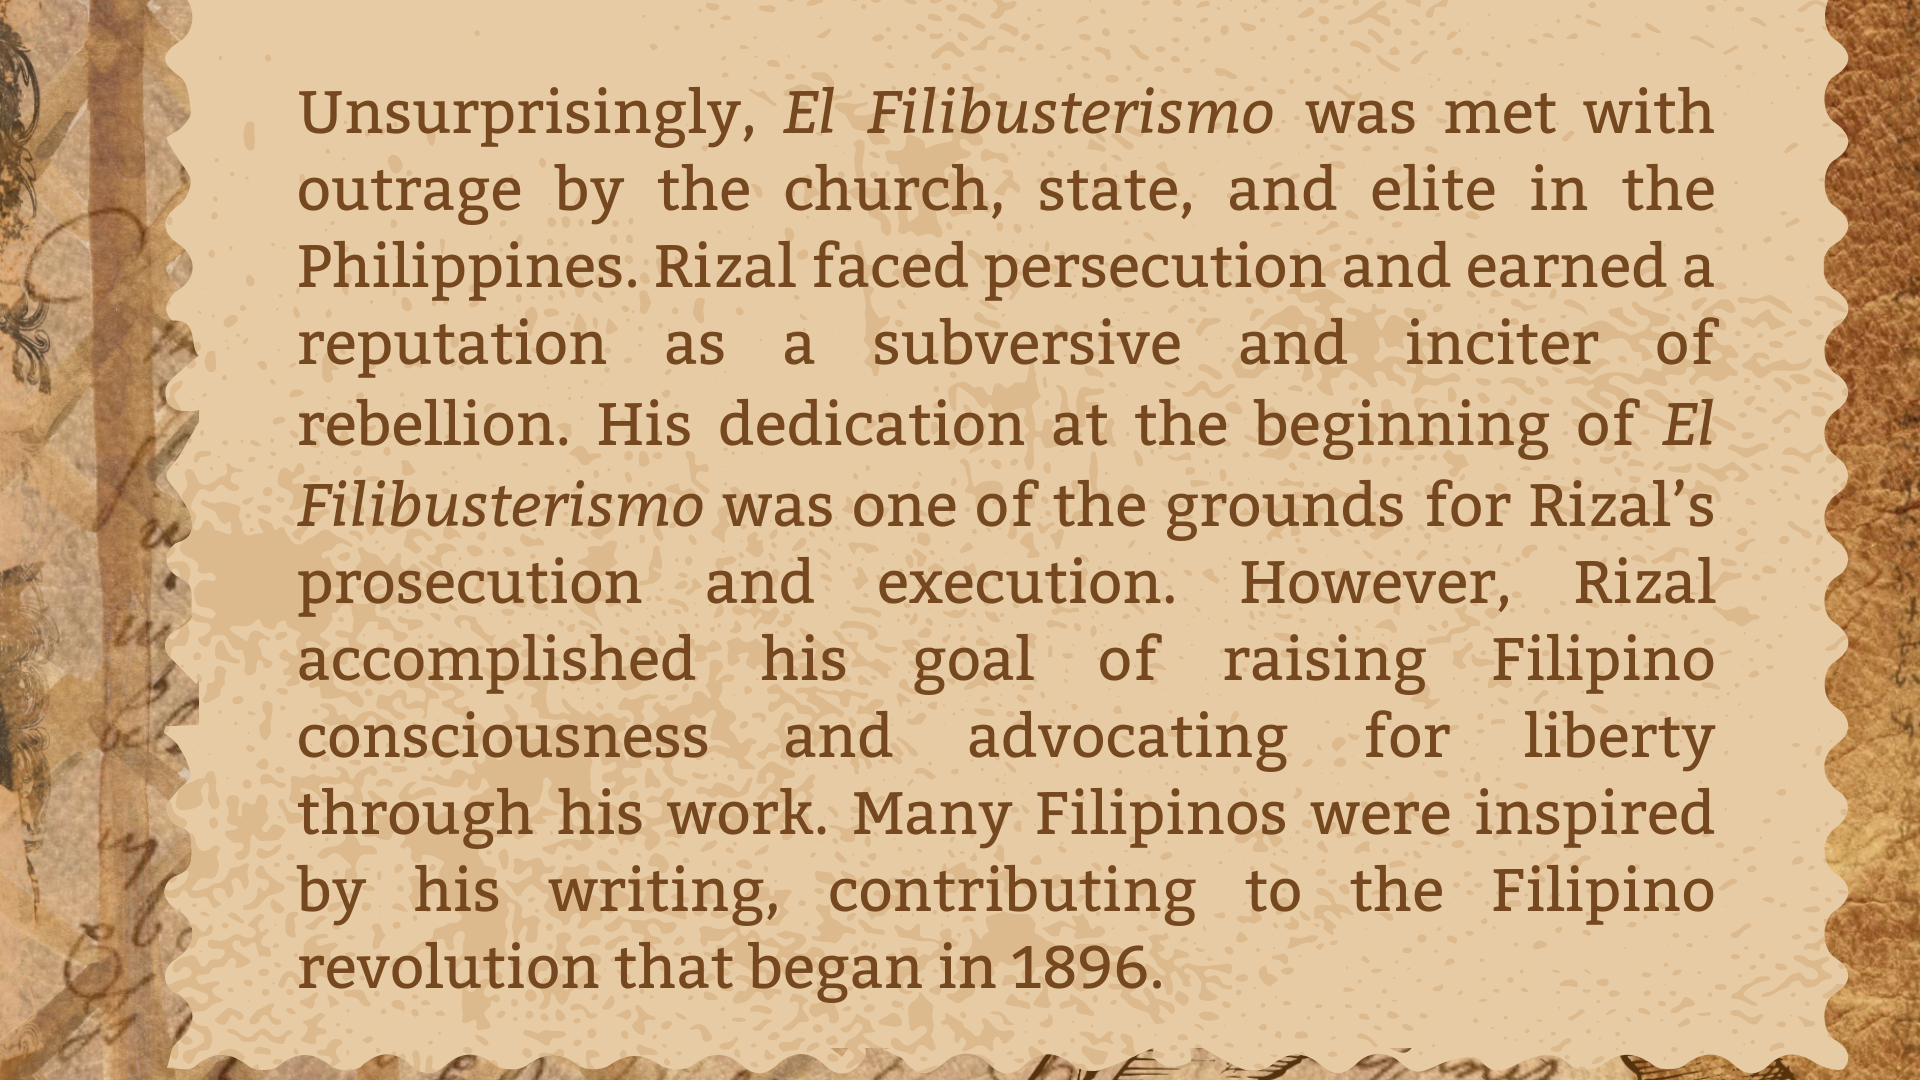 Unsurprisingly, El Filibusterismo was met with
outrage by the church, state, and elite in the
Philippines. Rizal faced persecution and earned a
reputation as a subversive and inciter of
rebellion. His dedication at the beginning of El
Filibusterismo was one of the grounds for Rizal’s
prosecution and execution. However, Rizal
accomplished his goal of raising Filipino
consciousness and advocating for liberty
through his work. Many Filipinos were inspired
by his writing, contributing to the Filipino
revolution that began in 1896.